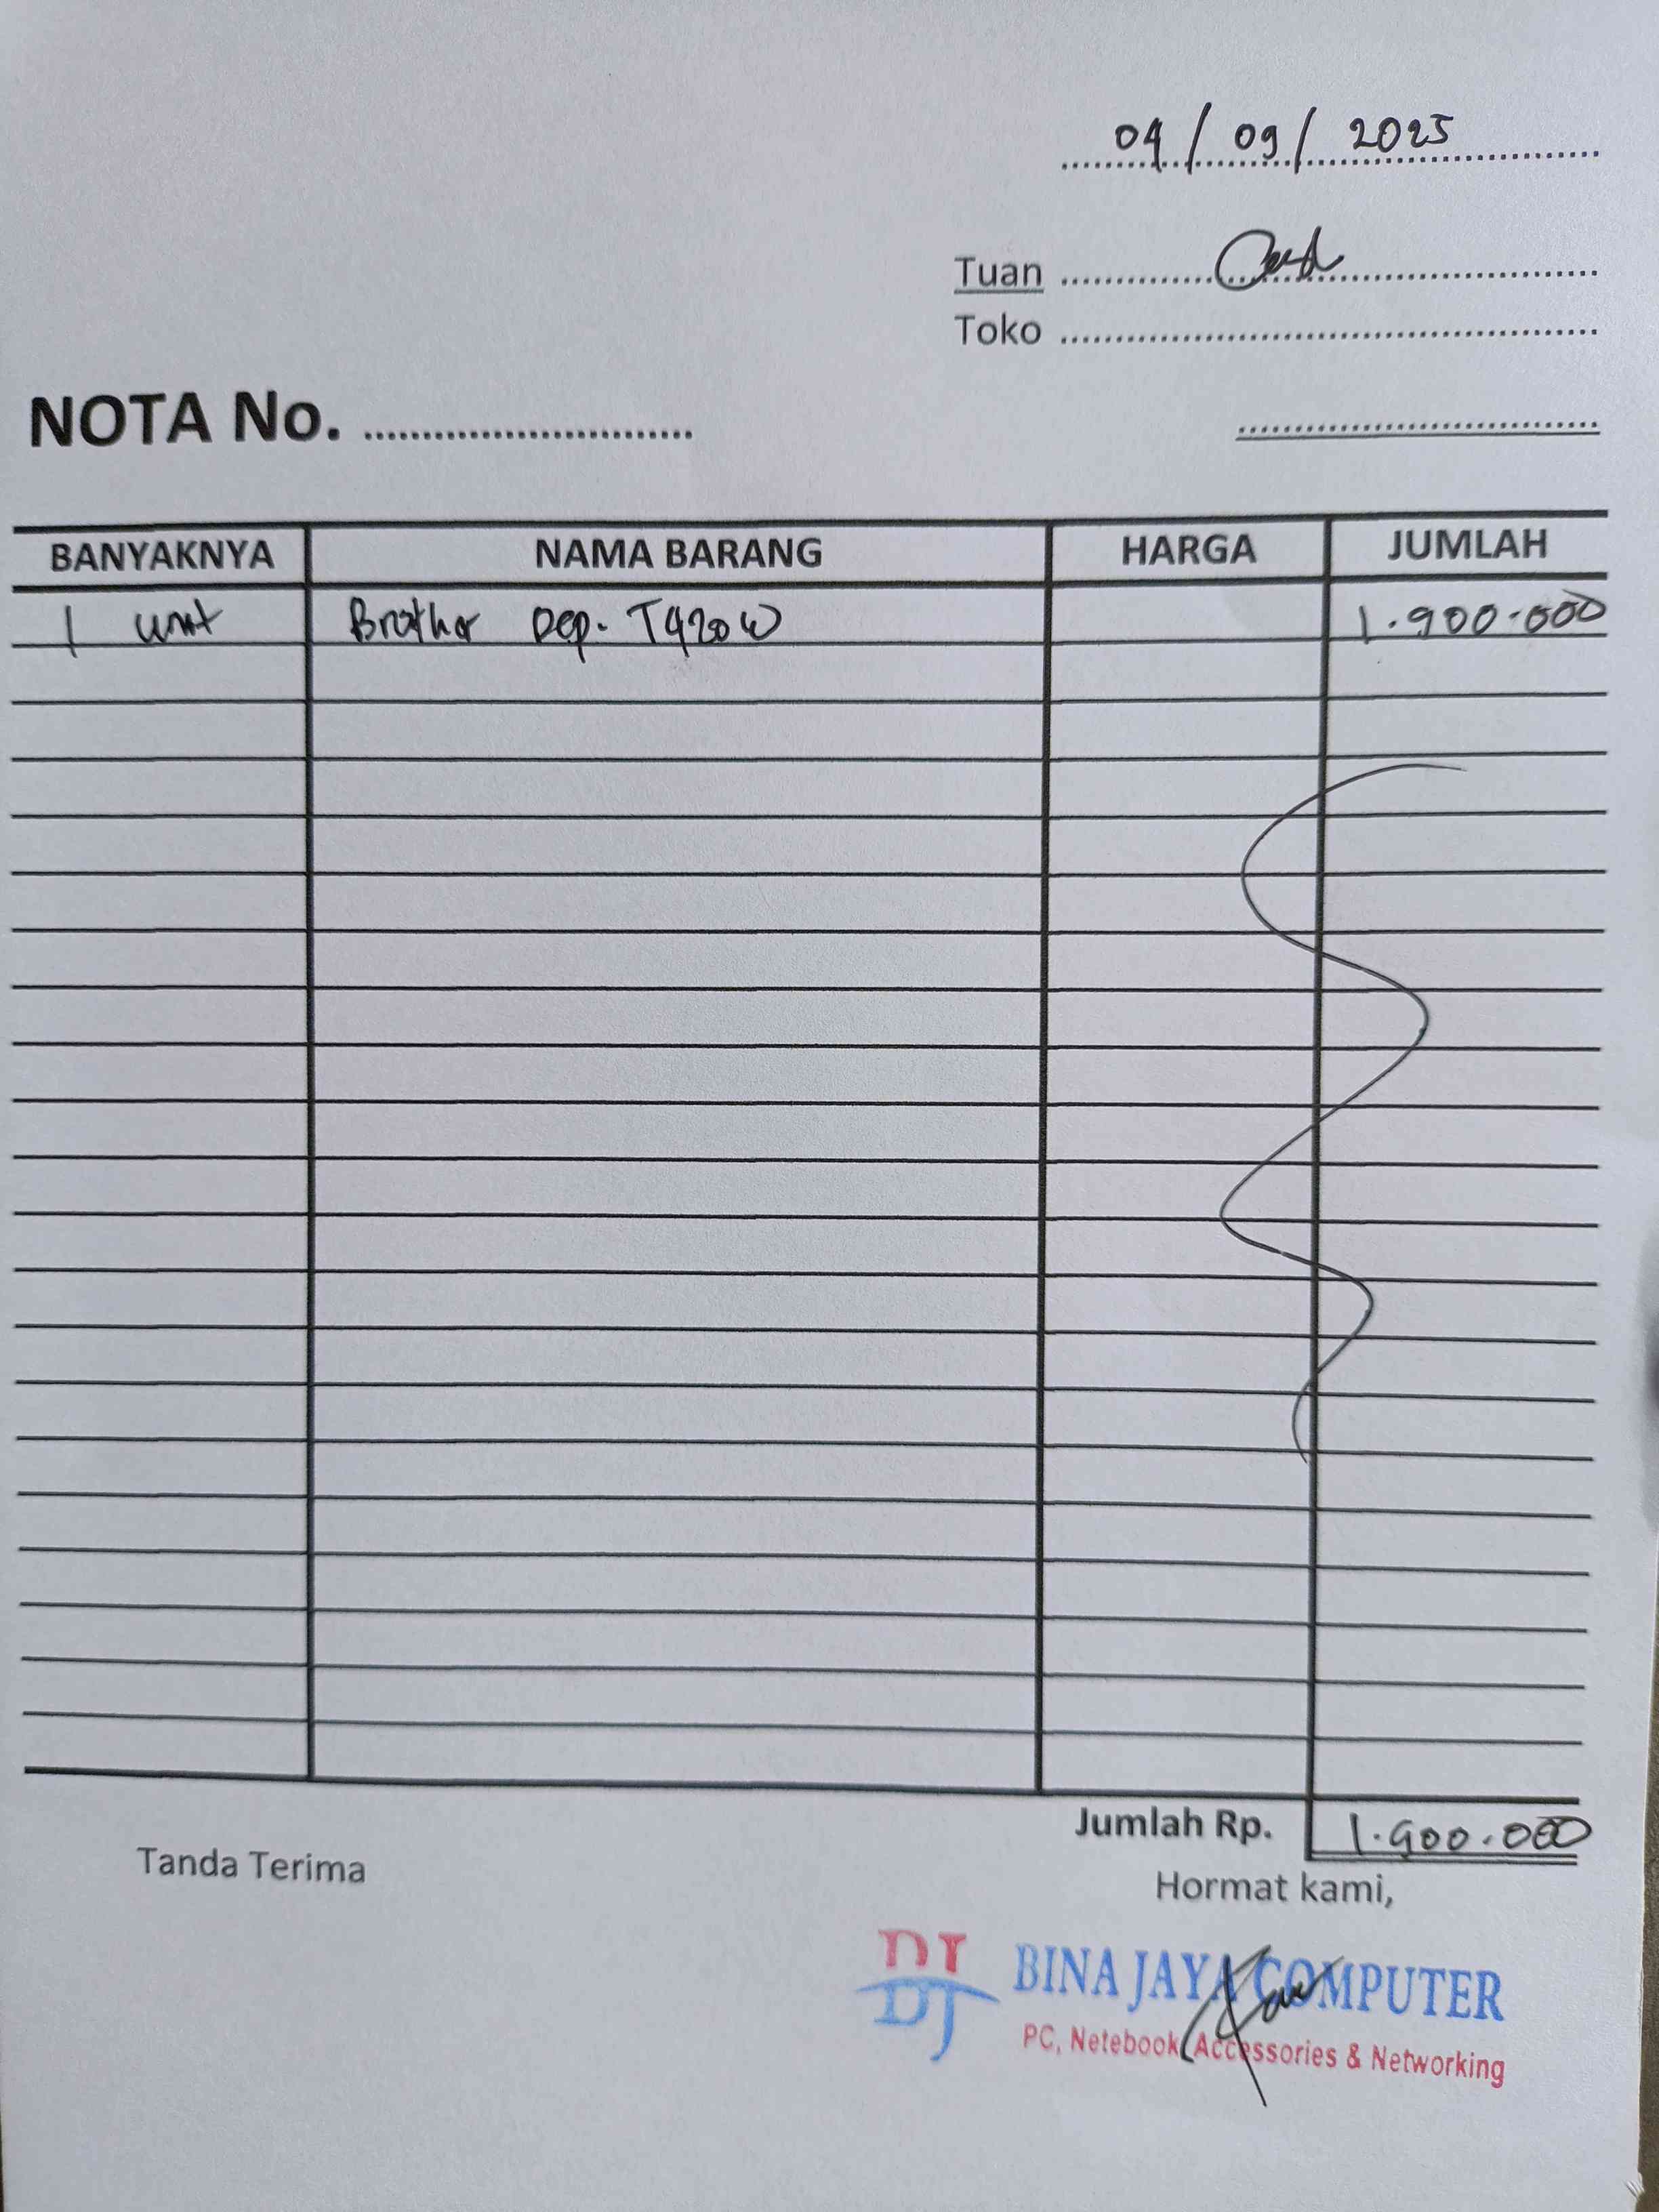 04/09/2025
Tuan
Toko
NOTA No.
BANYAKNYA NAMA BARANG HARGA JUMLAH
1 unit Brother Dcp. T420W 1.900.000
Jumlah Rp. 1.900.000
Tanda Terima
Hormat kami,
BJ BINA JAYA COMPUTER
PC, Netebook, Accessories & Networking